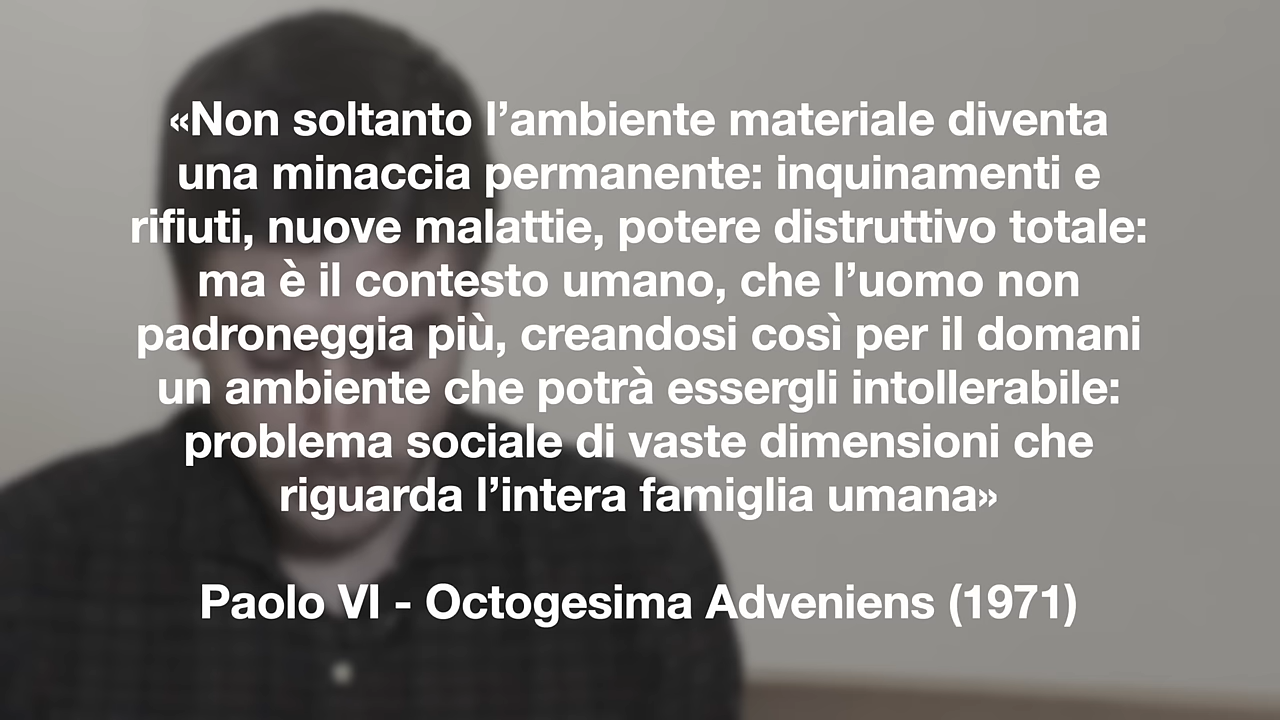 «Non soltanto l’ambiente materiale diventa
una minaccia permanente: inquinamenti e
rifiuti, nuove malattie, potere distruttivo totale:
ma è il contesto umano, che l’uomo non
padroneggia più, creandosi così per il domani
un ambiente che potrà essergli intollerabile:
problema sociale di vaste dimensioni che
riguarda l’intera famiglia umana»
Paolo VI - Octogesima Adveniens (1971)